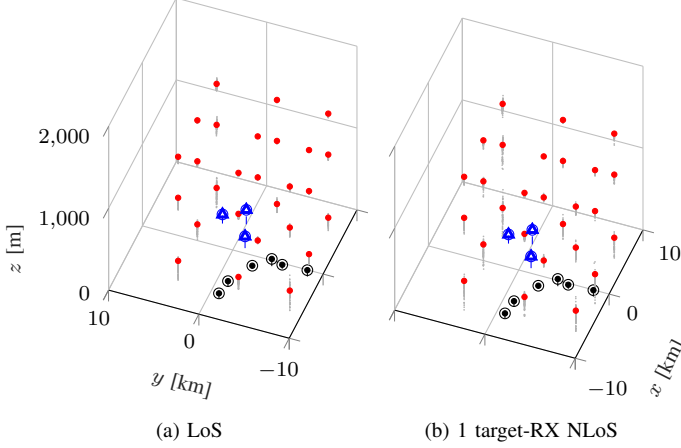 2,000
1,000
0
z [m]
10
0
−10
y [km]
10
0
−10
x [km]
(a) LoS
(b) 1 target-RX NLoS